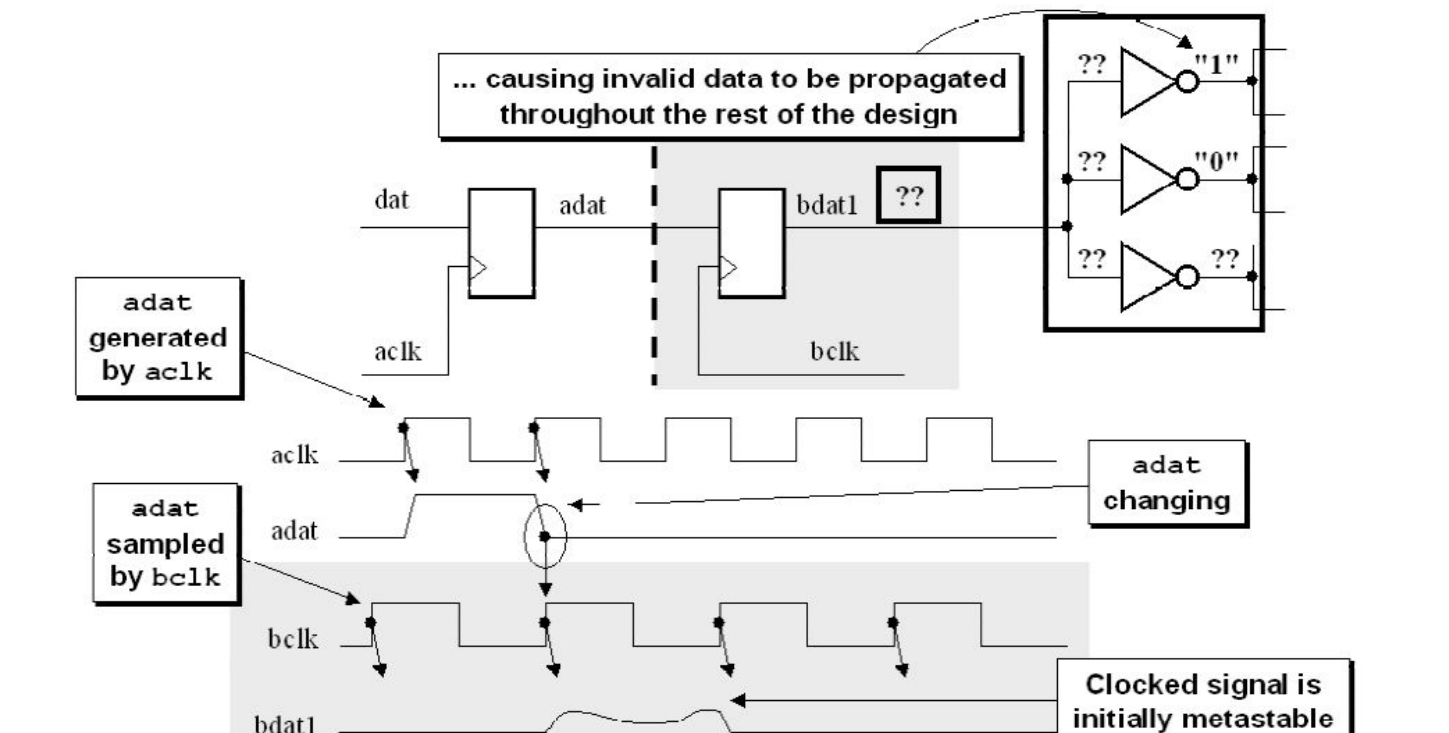 ... causing invalid data to be propagated
throughout the rest of the design
?? "1"
?? "0"
?? ??
dat
adat
bdat1
??
aclk
bclk
adat
generated
by aclk
aclk
adat
changing
adat
adat
sampled
by bclk
bclk
Clocked signal is
initially metastable
bdat1